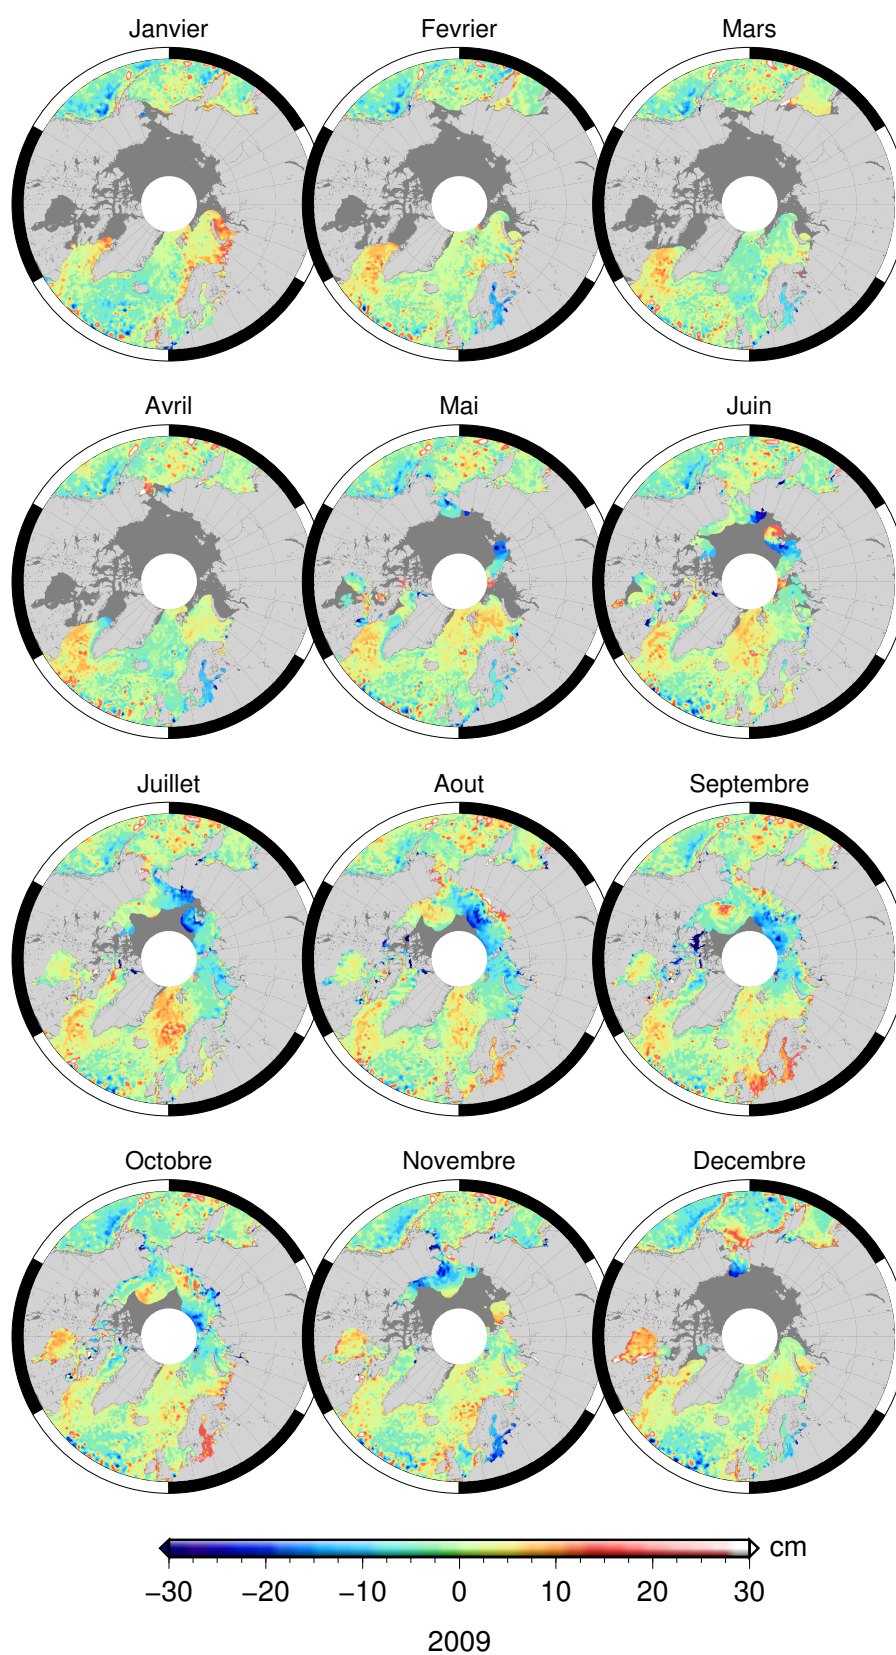 Janvier Fevrier Mars
Avril Mai Juin
Juillet Aout Septembre
Octobre Novembre Decembre
cm
−30 −20 −10 0 10 20 30
2009